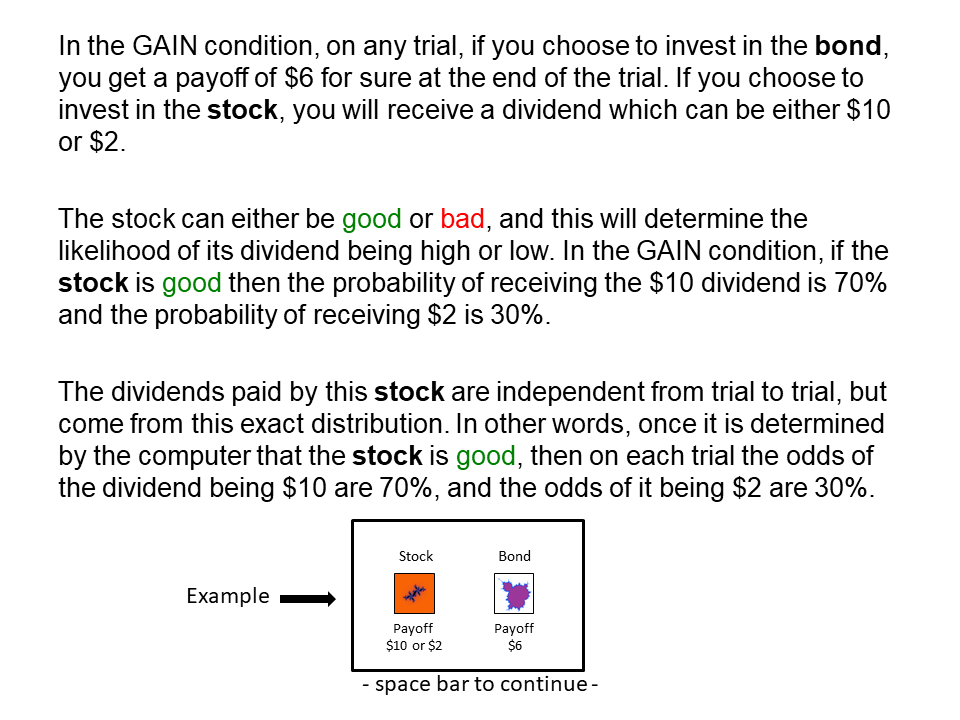 In the GAIN condition, on any trial, if you choose to invest in the bond,
you get a payoff of $6 for sure at the end of the trial. If you choose to
invest in the stock, you will receive a dividend which can be either $10
or $2.
The stock can either be good or bad, and this will determine the
likelihood of its dividend being high or low. In the GAIN condition, if the
stock is good then the probability of receiving the $10 dividend is 70%
and the probability of receiving $2 is 30%.
The dividends paid by this stock are independent from trial to trial, but
come from this exact distribution. In other words, once it is determined
by the computer that the stock is good, then on each trial the odds of
the dividend being $10 are 70%, and the odds of it being $2 are 30%.
Example
Stock Bond
Payoff Payoff
$10 or $2 $6
- space bar to continue -